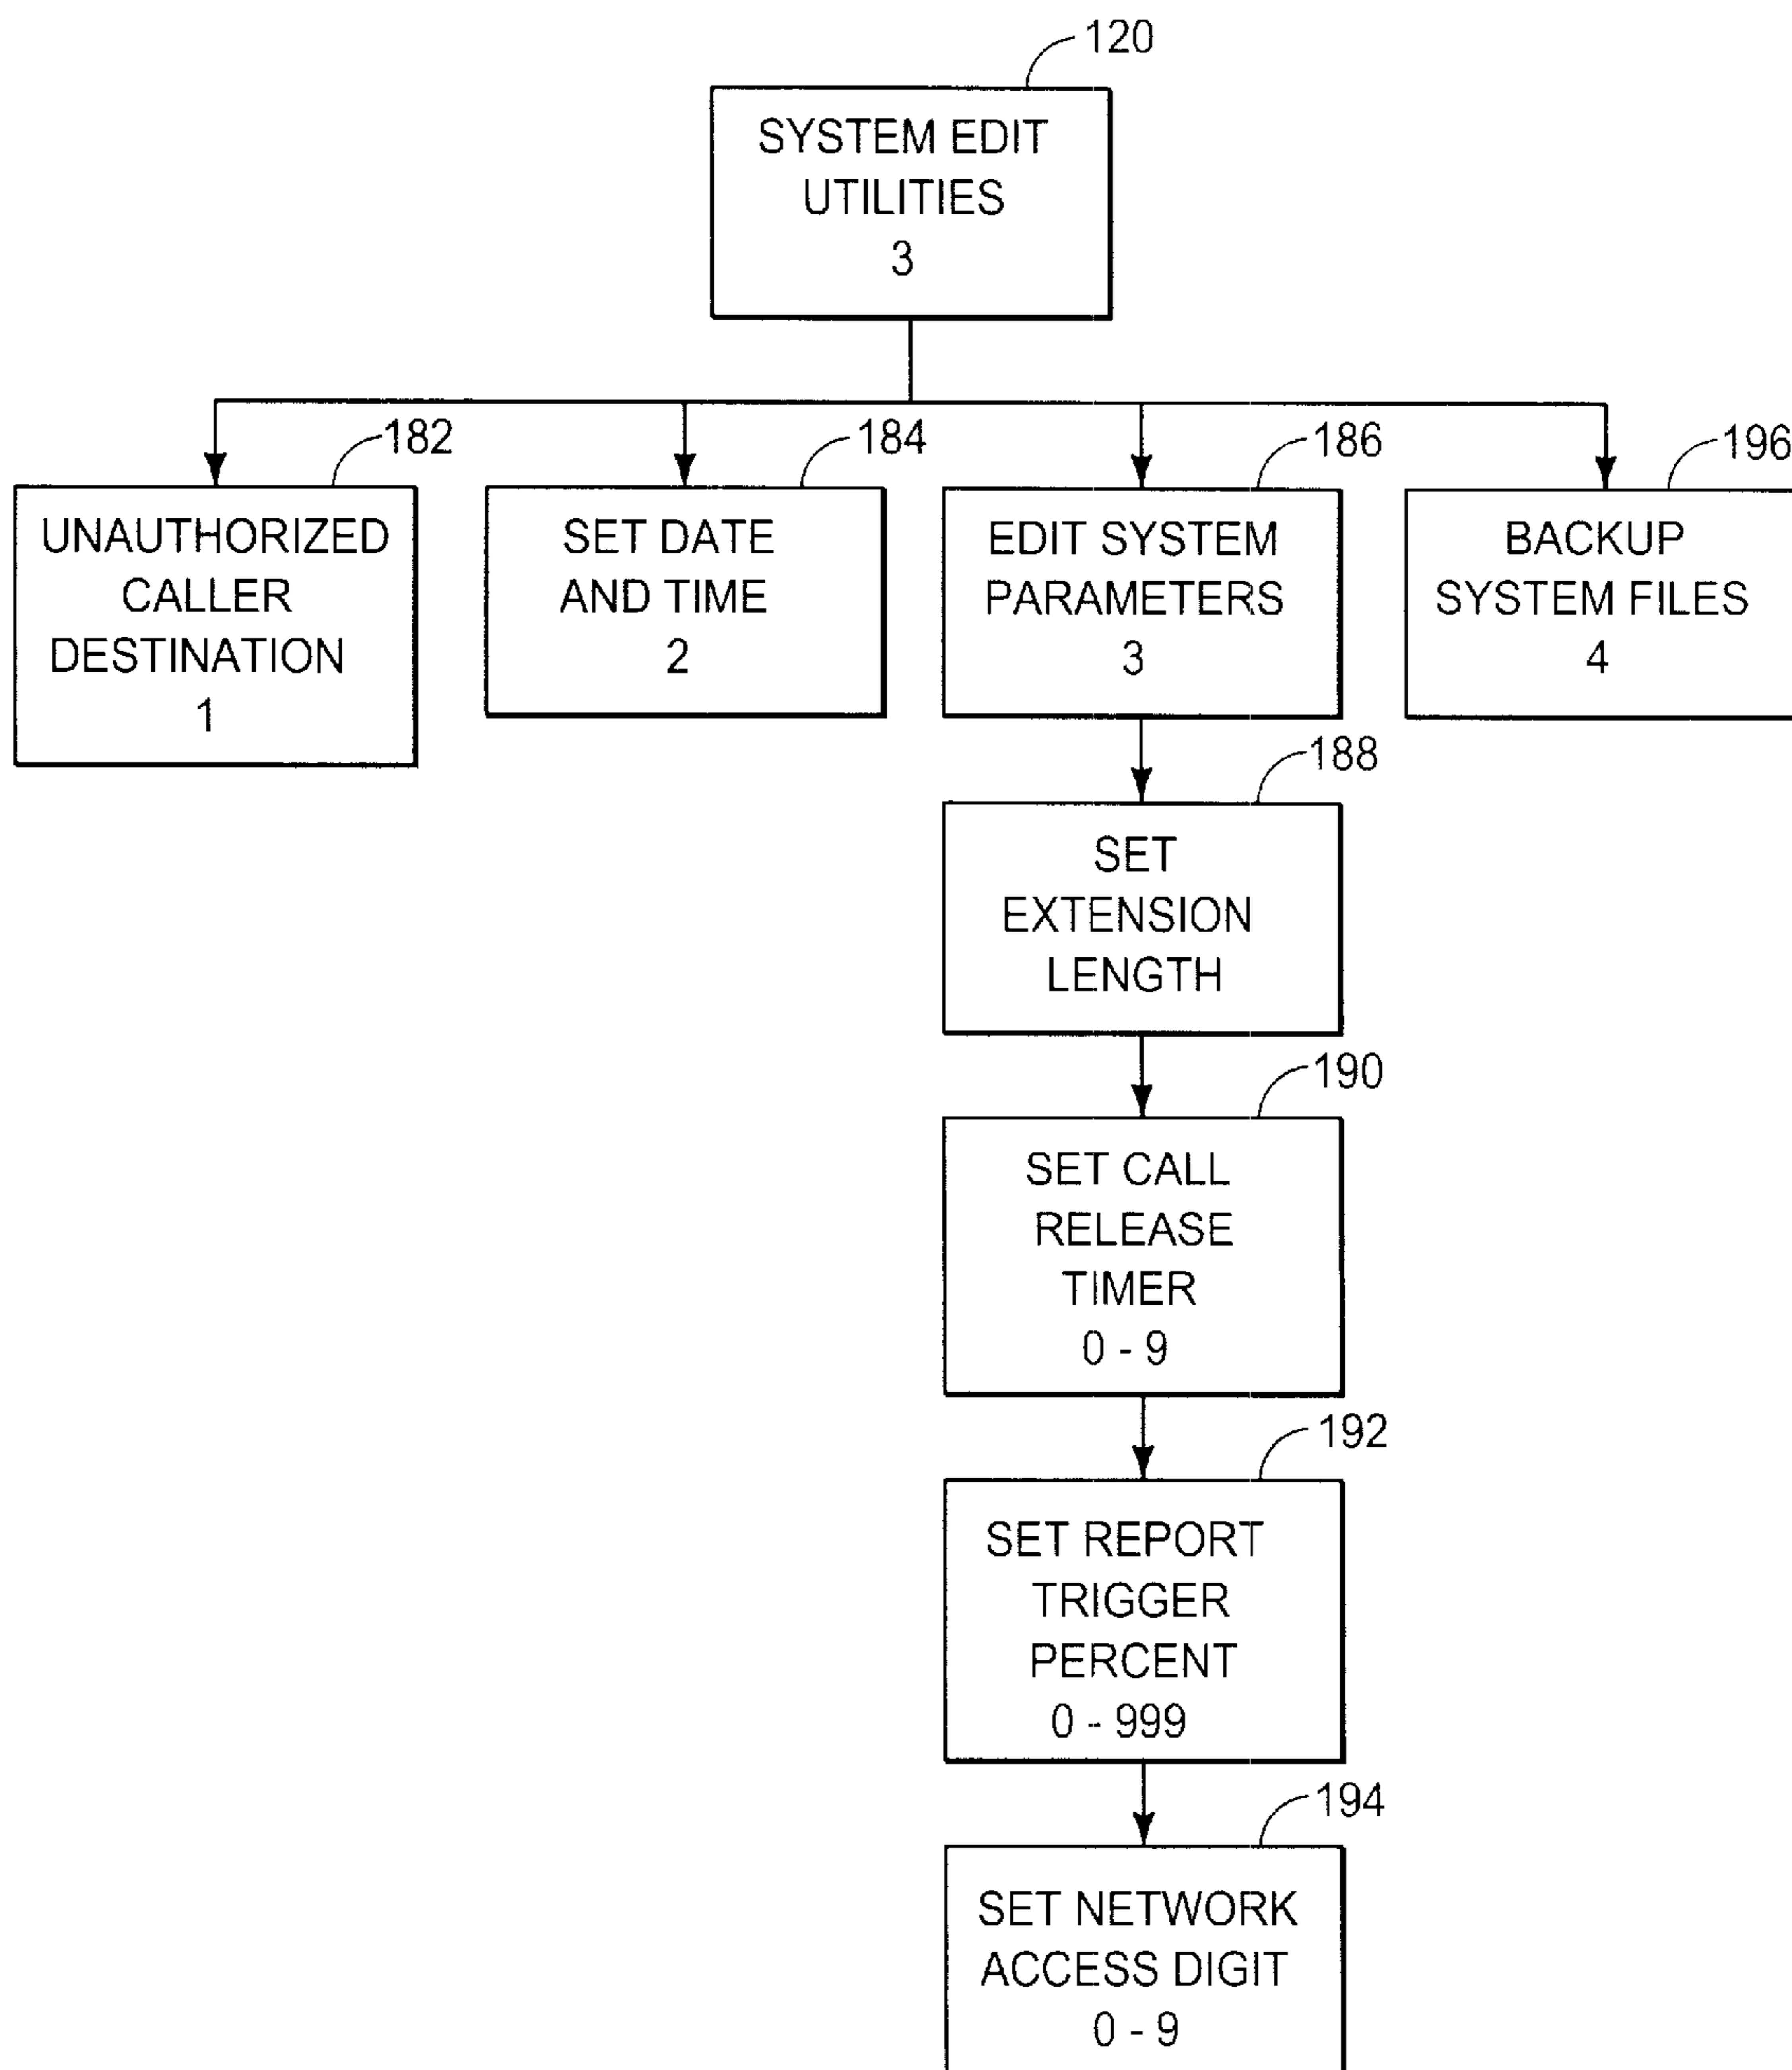 120
SYSTEM EDIT
UTILITIES
3
182
184
186
196
UNAUTHORIZED
CALLER
DESTINATION
1
SET DATE
AND TIME
2
EDIT SYSTEM
PARAMETERS
3
BACKUP
SYSTEM FILES
4
188
SET
EXTENSION
LENGTH
190
SET CALL
RELEASE
TIMER
0 - 9
192
SET REPORT
TRIGGER
PERCENT
0 - 999
194
SET NETWORK
ACCESS DIGIT
0 - 9